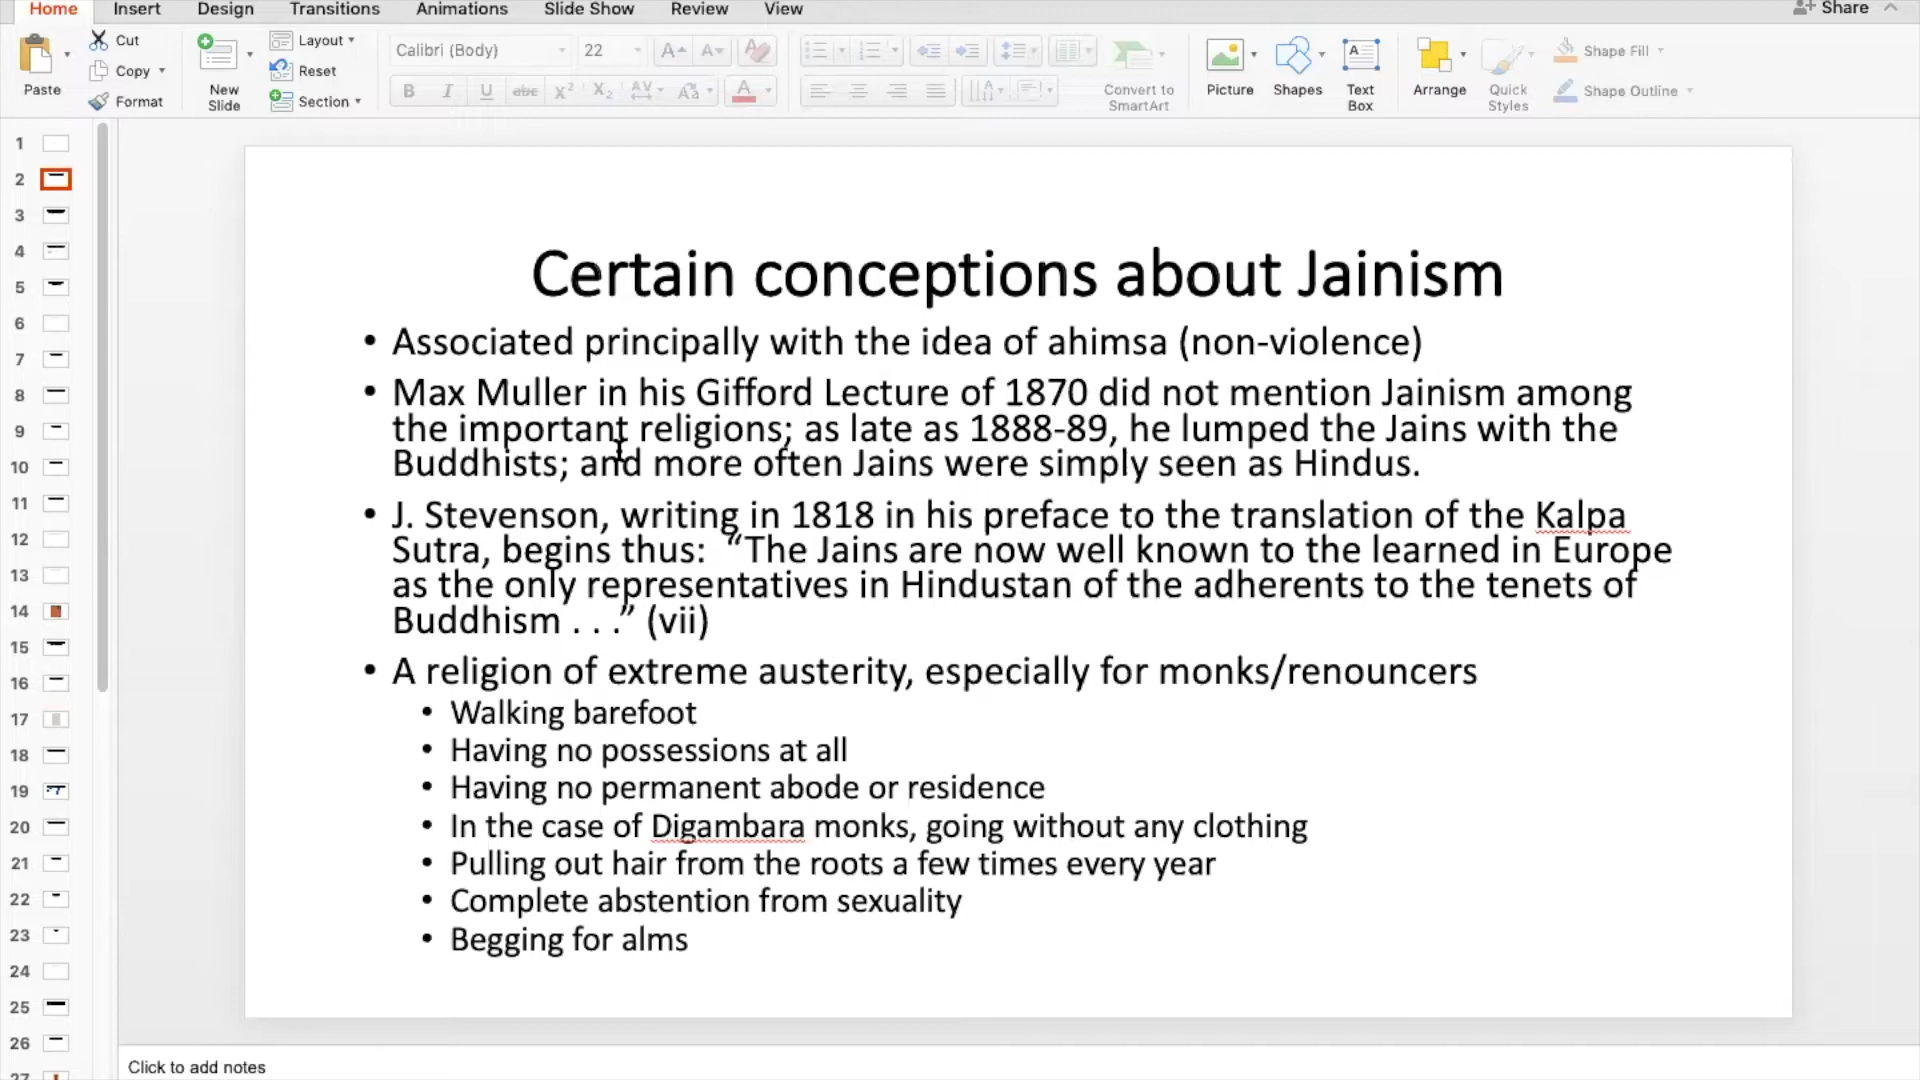 Home Insert Design Transitions Animations Slide Show Review View Share
Cut
Copy
Format
Paste
New
Slide
Layout
Reset
Section
Calibri (Body) 22
A A
B I U abc X² X₂ AV Aa A
Convert to
SmartArt
Picture
Shapes
A
Text
Box
Arrange
Quick
Styles
Shape Fill
Shape Outline
1
2
3
4
5
6
7
8
9
10
11
12
13
14
15
16
17
18
19
20
21
22
23
24
25
26
27
Certain conceptions about Jainism
• Associated principally with the idea of ahimsa (non-violence)
• Max Muller in his Gifford Lecture of 1870 did not mention Jainism among
the important religions; as late as 1888-89, he lumped the Jains with the
Buddhists; and more often Jains were simply seen as Hindus.
• J. Stevenson, writing in 1818 in his preface to the translation of the Kalpa
Sutra, begins thus: “The Jains are now well known to the learned in Europe
as the only representatives in Hindustan of the adherents to the tenets of
Buddhism . . .” (vii)
• A religion of extreme austerity, especially for monks/renouncers
• Walking barefoot
• Having no possessions at all
• Having no permanent abode or residence
• In the case of Digambara monks, going without any clothing
• Pulling out hair from the roots a few times every year
• Complete abstention from sexuality
• Begging for alms
Click to add notes